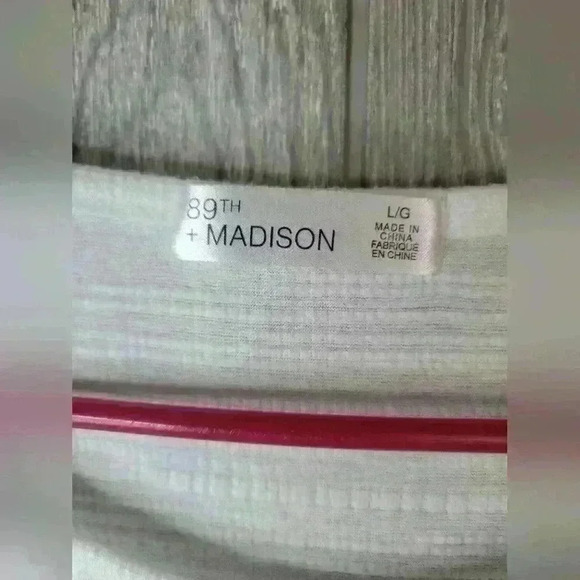 89TH
+ MADISON
L/G
MADE IN
CHINA
FABRIQUE
EN CHINE